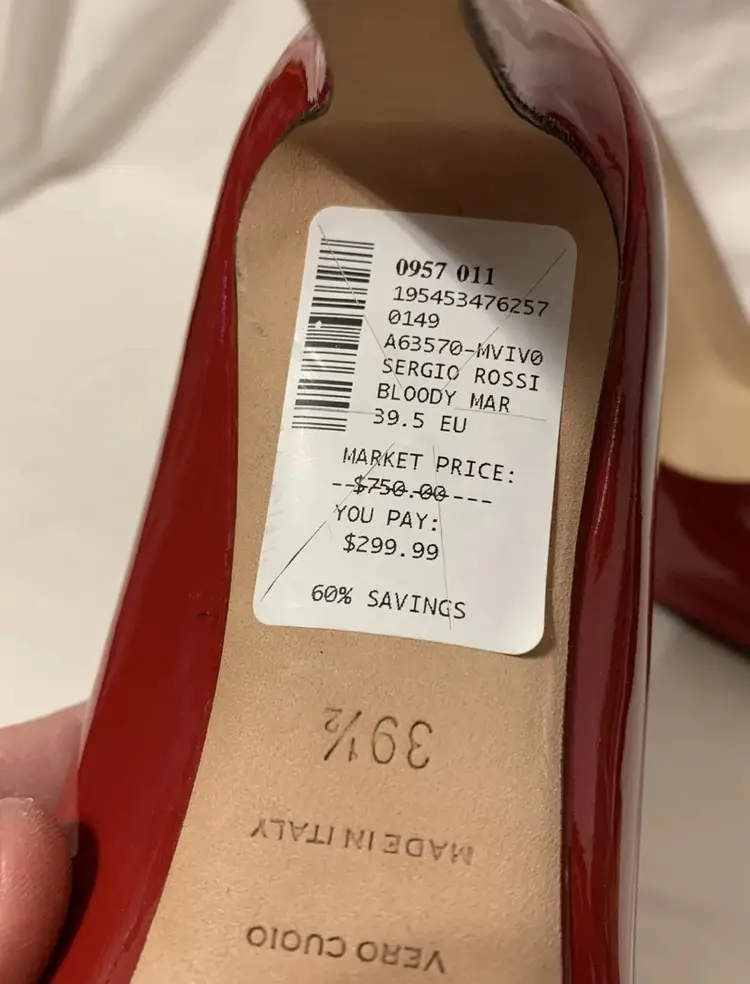 0957 011
195453476257
0149
A63570-MVIV0
SERGIO ROSSI
BLOODY MAR
39.5 EU
MARKET PRICE:
--$750.00---
YOU PAY:
$299.99
60% SAVINGS
39½
MADE IN ITALY
VERO CUOIO